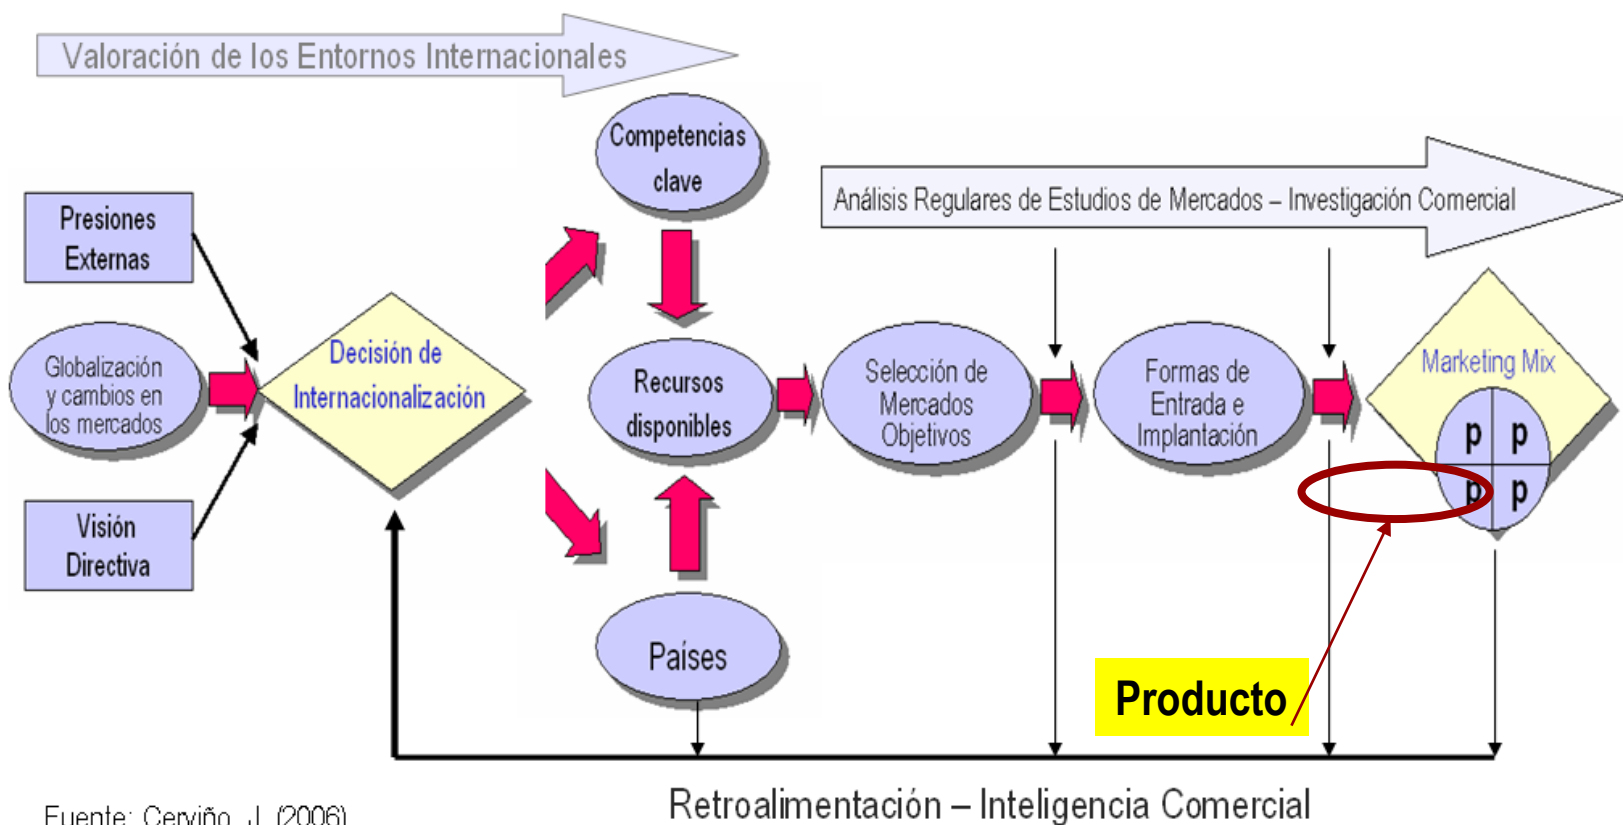 Valoración de los Entornos Internacionales
Competencias
clave
Análisis Regulares de Estudios de Mercados – Investigación Comercial
Presiones
Externas
Globalización
y cambios en
los mercados
Decisión de
Internacionalización
Recursos
disponibles
Selección de
Mercados
Objetivos
Formas de
Entrada e
Implantación
Marketing Mix
p p
p p
Visión
Directiva
Países
Producto
Retroalimentación – Inteligencia Comercial
Fuente: Cerviño, J. (2006)